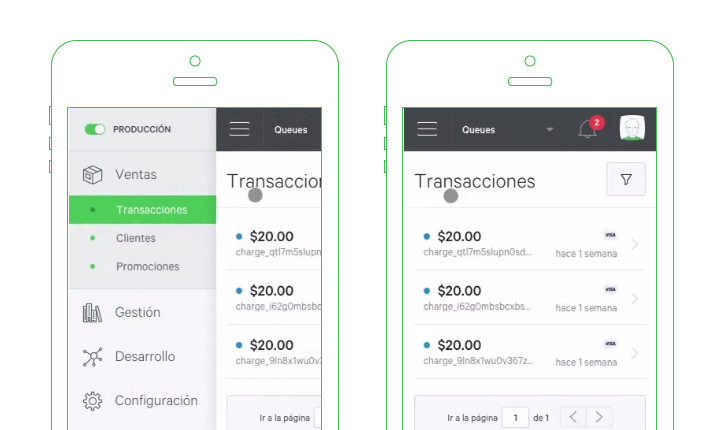 PRODUCCIÓN
Ventas
Transacciones
Clientes
Promociones
Gestión
Desarrollo
Configuración
Queues
Transaccion
$20.00
charge_qtl7m5slupn
$20.00
charge_i62g0mbsbc
$20.00
charge_9ln8x1wu0v
Ir a la página
Queues
2
Transacciones
$20.00
charge_qtl7m5slupn0sd...
VISA
hace 1 semana
$20.00
charge_i62g0mbsbcxbs...
VISA
hace 1 semana
$20.00
charge_9ln8x1wu0v367z...
VISA
hace 1 semana
Ir a la página 1 de 1